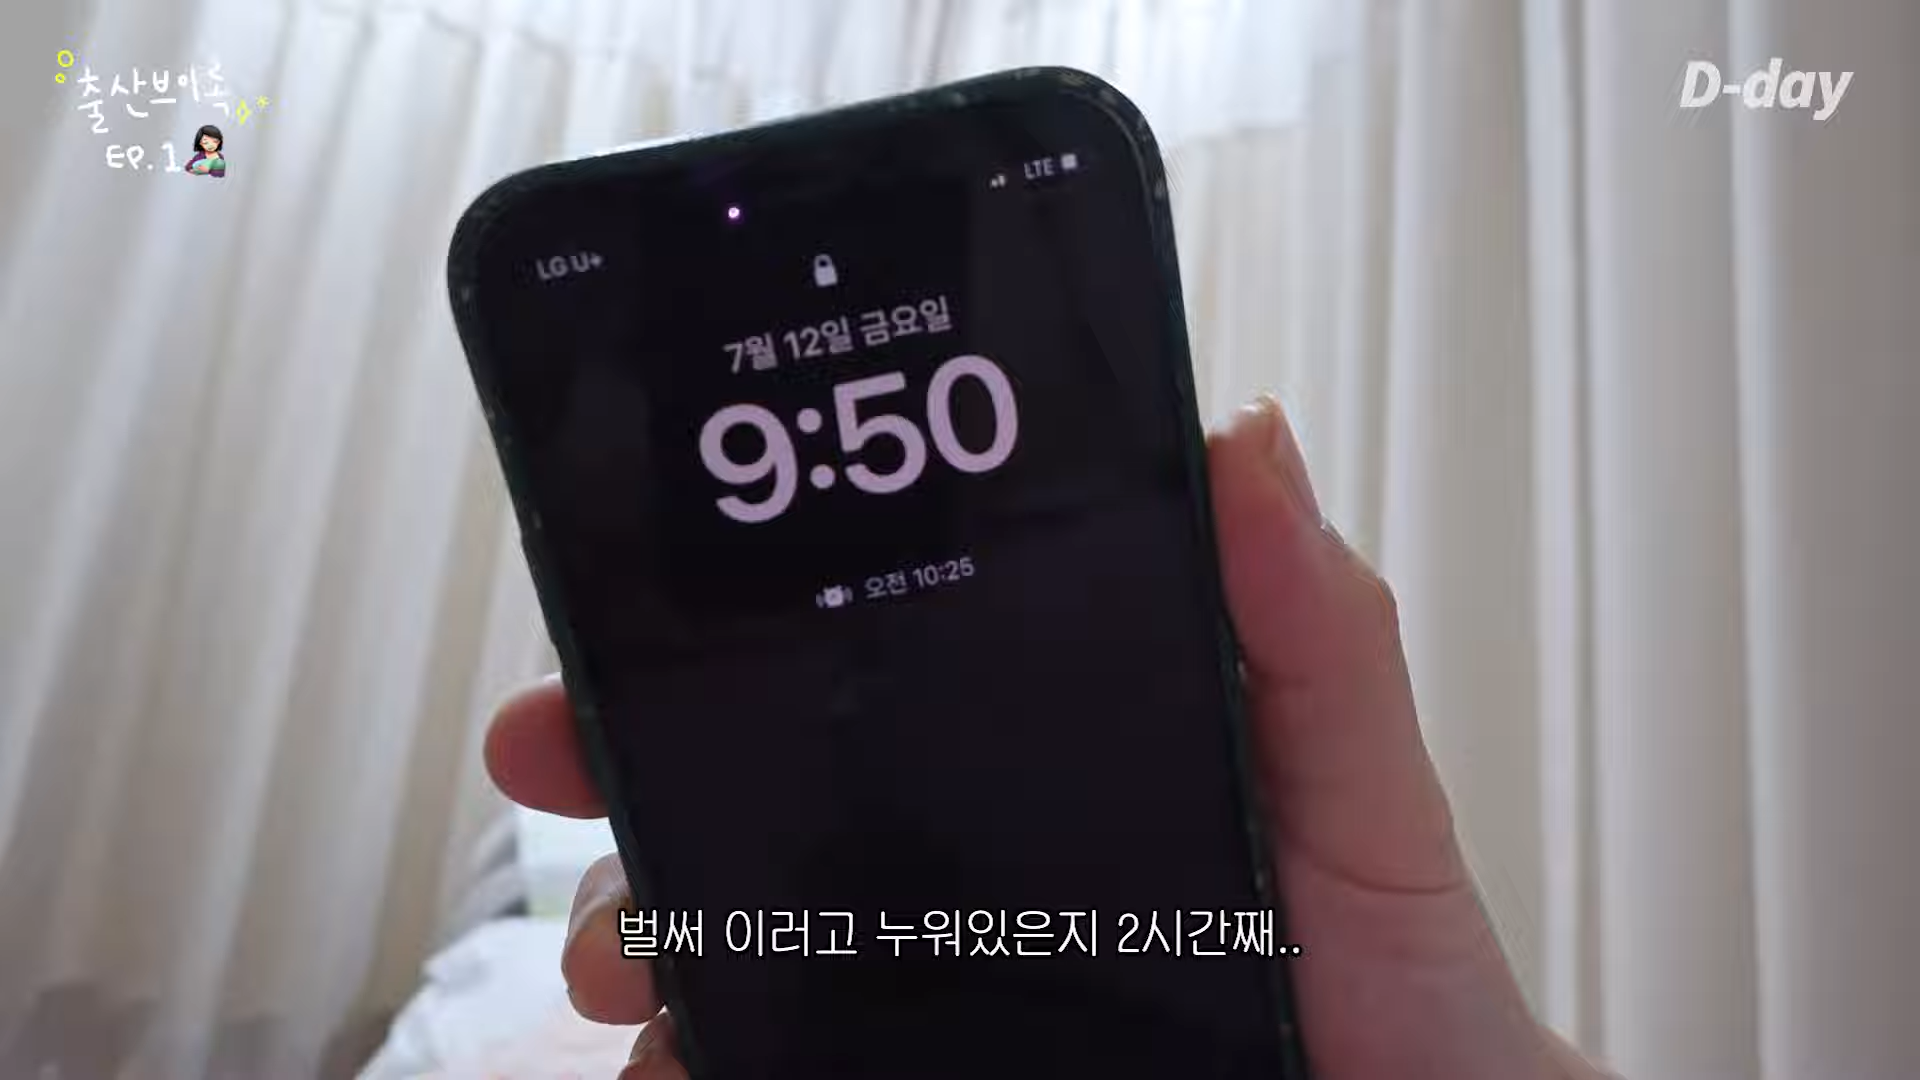 출산브이로그
EP.1
D-day
LTE
LG U+
7월 12일 금요일
9:50
오전 10:25
벌써 이러고 누워있은지 2시간째..